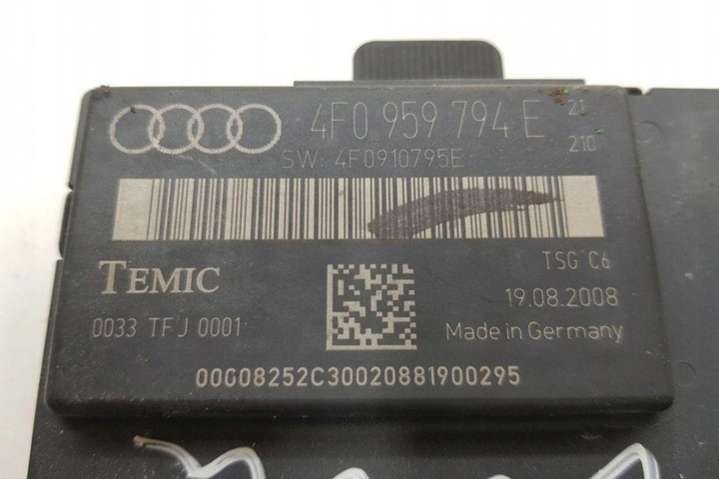 4F0 959 794 E 21
210
SW: 4F0910795E
TEMIC
TSG C6
19.08.2008
0033 TFJ 0001
Made in Germany
00008252C30020881900295